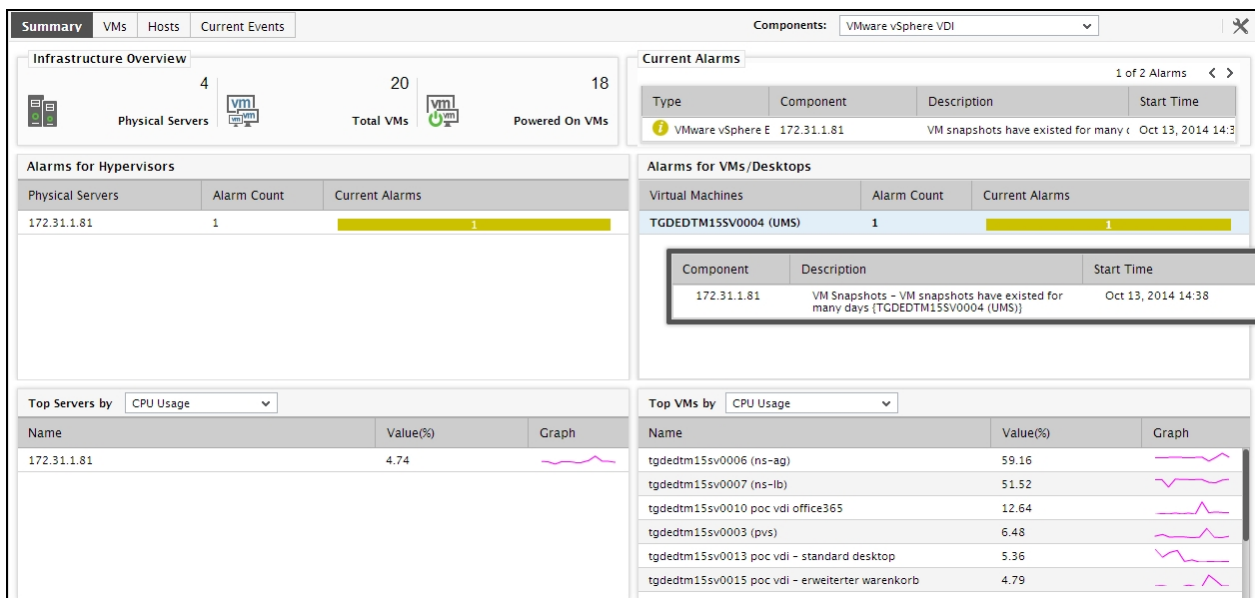 Summary VMs Hosts Current Events Components: VMware vSphere VDI
Infrastructure Overview
4
Physical Servers
vm
vm vm
20
Total VMs
vm
vm
18
Powered On VMs
Current Alarms
1 of 2 Alarms < >
Type Component Description Start Time
i VMware vSphere E 172.31.1.81 VM snapshots have existed for many Oct 13, 2014 14:3
Alarms for Hypervisors
Physical Servers Alarm Count Current Alarms
172.31.1.81 1 1
Alarms for VMs/Desktops
Virtual Machines Alarm Count Current Alarms
TGDEDTM15SV0004 (UMS) 1 1
Component Description Start Time
172.31.1.81 VM Snapshots - VM snapshots have existed for Oct 13, 2014 14:38
many days {TGDEDTM15SV0004 (UMS)}
Top Servers by CPU Usage
Name Value(%) Graph
172.31.1.81 4.74
Top VMs by CPU Usage
Name Value(%) Graph
tgdedtm15sv0006 (ns-ag) 59.16
tgdedtm15sv0007 (ns-lb) 51.52
tgdedtm15sv0010 poc vdi office365 12.64
tgdedtm15sv0003 (pvs) 6.48
tgdedtm15sv0013 poc vdi - standard desktop 5.36
tgdedtm15sv0015 poc vdi - erweiterter warenkorb 4.79